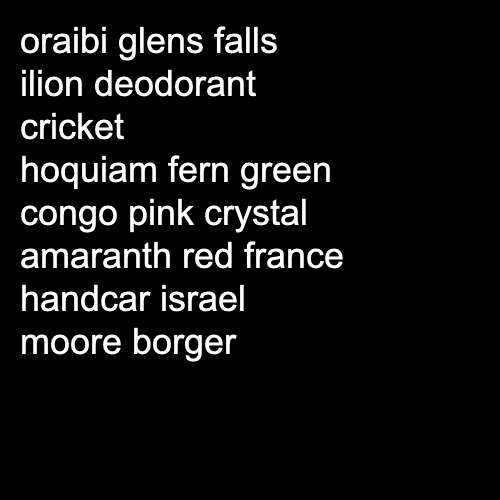 oraibi glens falls
ilion deodorant
cricket
hoquiam fern green
congo pink crystal
amaranth red france
handcar israel
moore borger